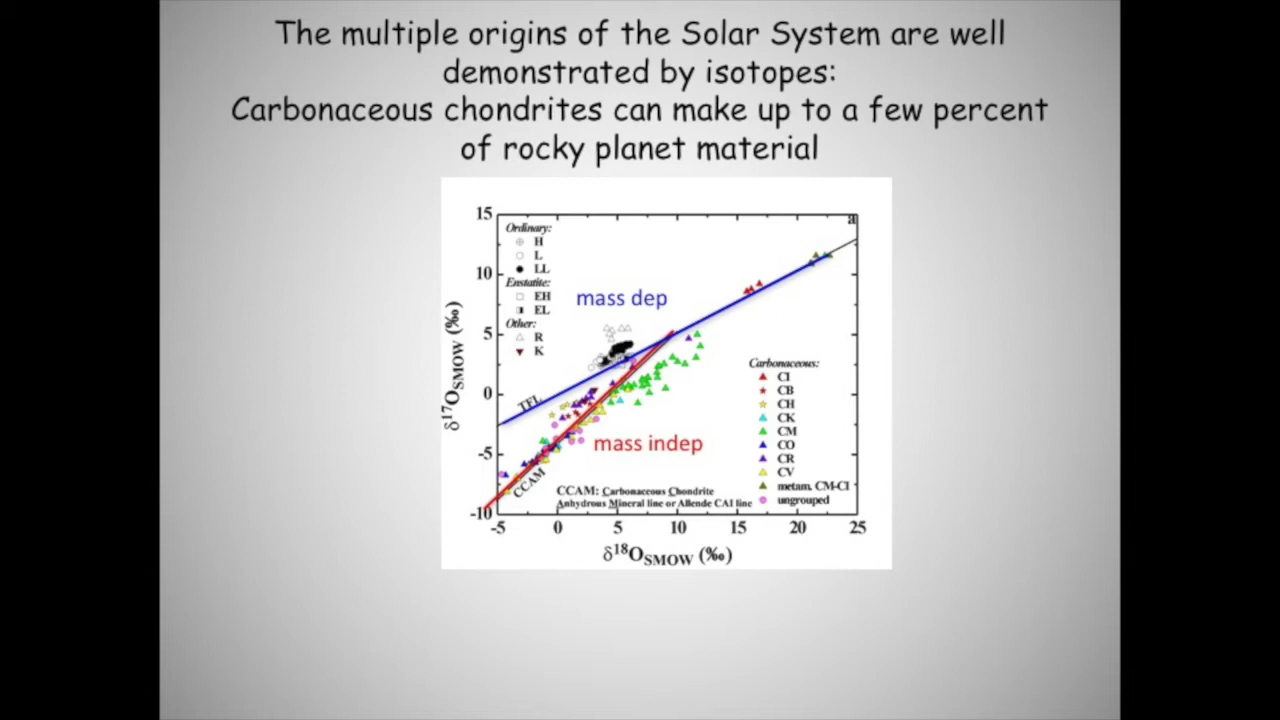 The multiple origins of the Solar System are well
demonstrated by isotopes:
Carbonaceous chondrites can make up to a few percent
of rocky planet material
15
10
5
0
-5
-10
-5
0
5
10
15
20
25
δ¹⁷O_SMOW (‰)
δ¹⁸O_SMOW (‰)
a
Ordinary:
H
L
LL
Enstatite:
EH
EL
Other:
R
K
mass dep
TFL
mass indep
CCAM
CCAM: Carbonaceous Chondrite
Anhydrous Mineral line or Allende CAI line
Carbonaceous:
CI
CB
CH
CK
CM
CO
CR
CV
metam. CM-CI
ungrouped